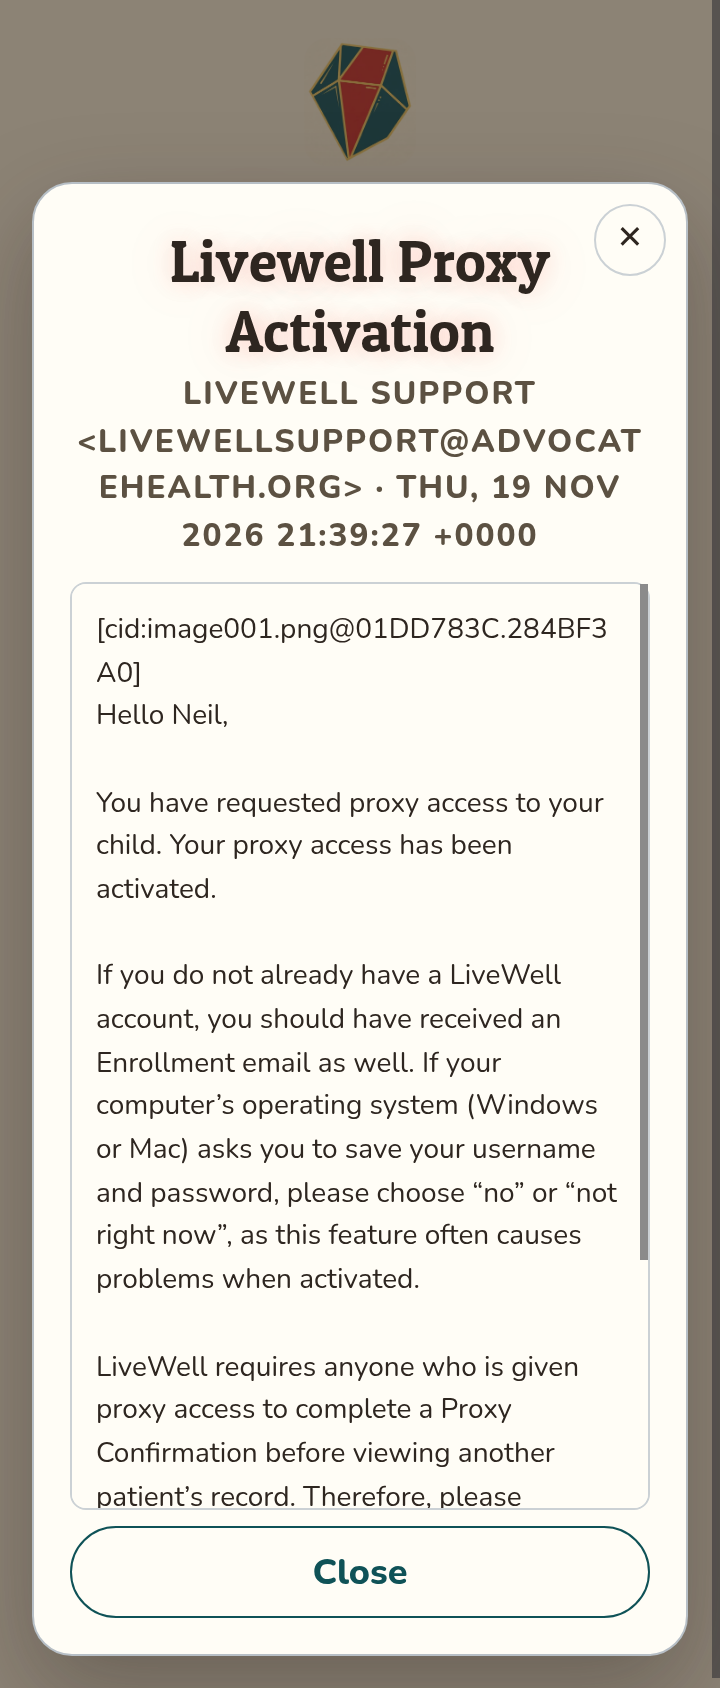 ×
Livewell Proxy
Activation
LIVEWELL SUPPORT
<LIVEWELLSUPPORT@ADVOCAT
EHEALTH.ORG> · THU, 19 NOV
2026 21:39:27 +0000
[cid:image001.png@01DD783C.284BF3
A0]
Hello Neil,
You have requested proxy access to your
child. Your proxy access has been
activated.
If you do not already have a LiveWell
account, you should have received an
Enrollment email as well. If your
computer’s operating system (Windows
or Mac) asks you to save your username
and password, please choose “no” or “not
right now”, as this feature often causes
problems when activated.
LiveWell requires anyone who is given
proxy access to complete a Proxy
Confirmation before viewing another
patient’s record. Therefore, please
Close